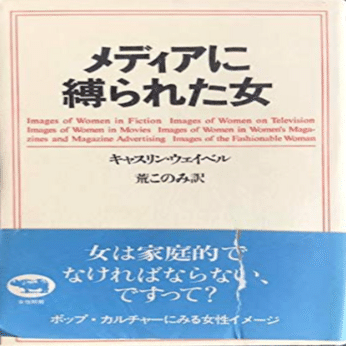 メディアに
縛られた女
Images of Women in Fiction Images of Women on Television
Images of Women in Movies Images of Women in Women's Maga-
zines and Magazine Advertising Images of the Fashionable Woman
キャスリン・ウェイベル
荒このみ訳
女は家庭的で
なければならない、
ですって?
ポップ・カルチャーにみる女性イメージ